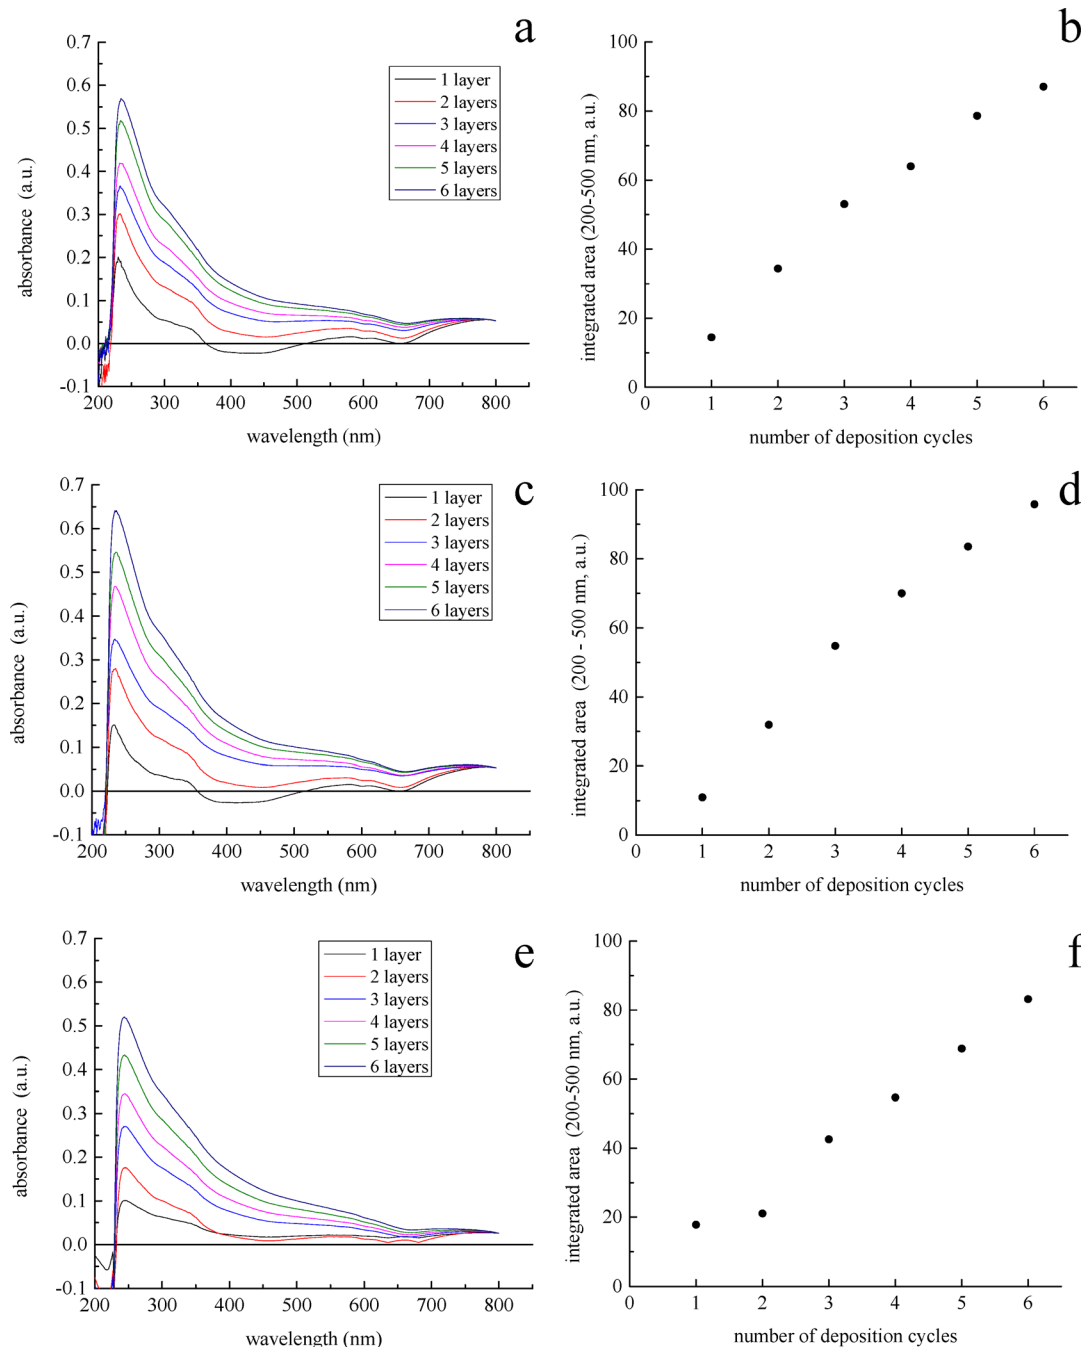 a
0.7
0.6
0.5
0.4
0.3
0.2
0.1
0.0
-0.1
200 300 400 500 600 700 800
absorbance (a.u.)
wavelength (nm)
1 layer
2 layers
3 layers
4 layers
5 layers
6 layers
b
100
80
60
40
20
0
0 1 2 3 4 5 6
integrated area (200-500 nm, a.u.)
number of deposition cycles
c
0.7
0.6
0.5
0.4
0.3
0.2
0.1
0.0
-0.1
200 300 400 500 600 700 800
absorbance (a.u.)
wavelength (nm)
1 layer
2 layers
3 layers
4 layers
5 layers
6 layers
d
100
80
60
40
20
0
0 1 2 3 4 5 6
integrated area (200 - 500 nm, a.u.)
number of deposition cycles
e
0.7
0.6
0.5
0.4
0.3
0.2
0.1
0.0
-0.1
200 300 400 500 600 700 800
absorbance (a.u.)
wavelength (nm)
1 layer
2 layers
3 layers
4 layers
5 layers
6 layers
f
100
80
60
40
20
0
0 1 2 3 4 5 6
integrated area (200-500 nm, a.u.)
number of deposition cycles